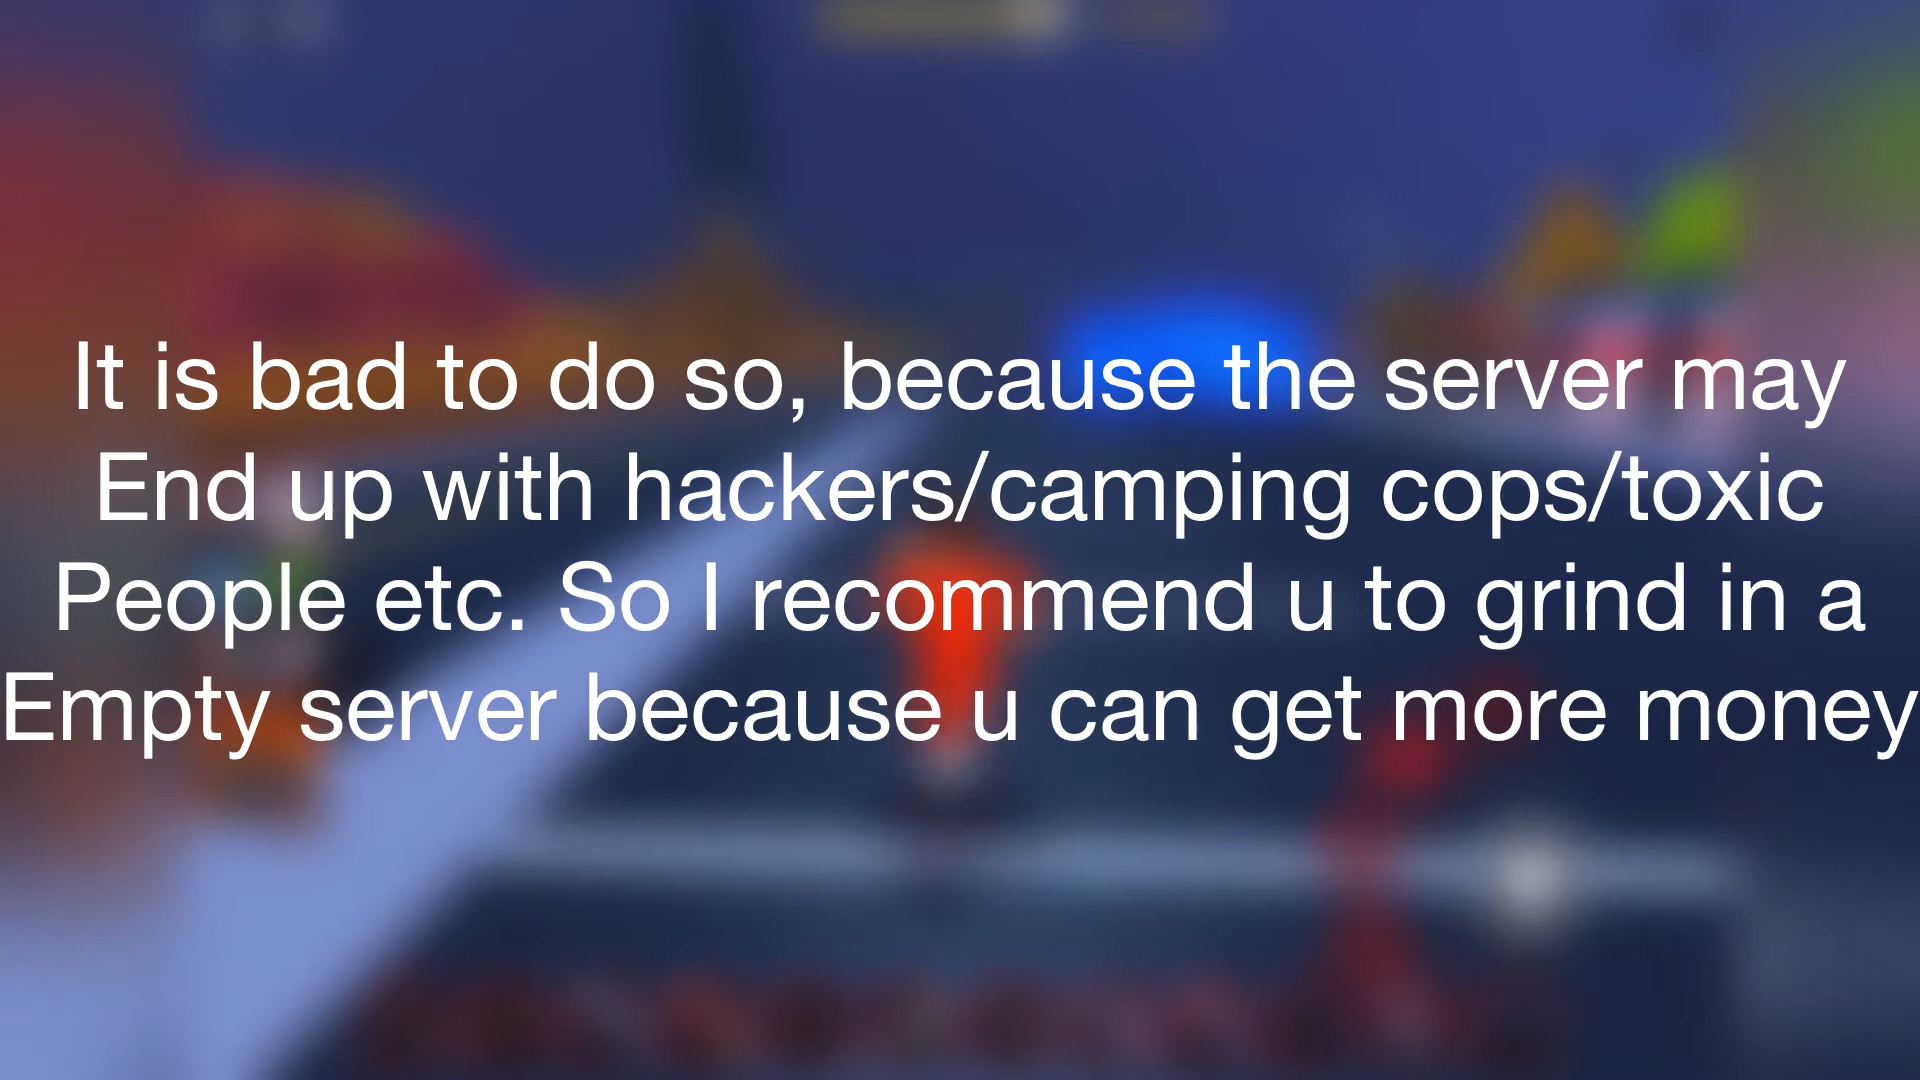 It is bad to do so, because the server may
End up with hackers/camping cops/toxic
People etc. So I recommend u to grind in a
Empty server because u can get more money